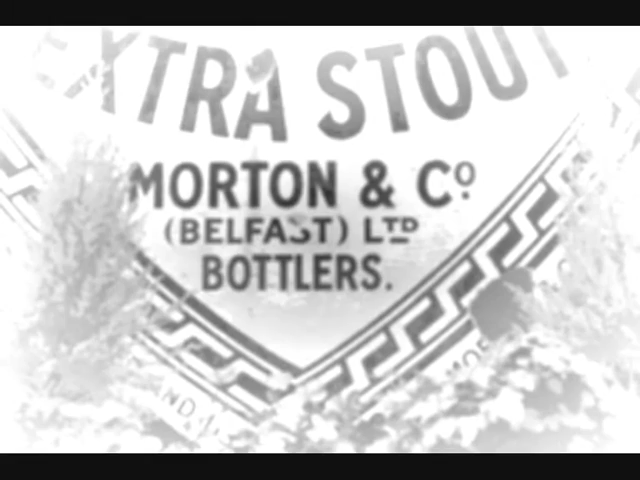 EXTRA STOUT
MORTON & Cº
(BELFAST) LTD
BOTTLERS.